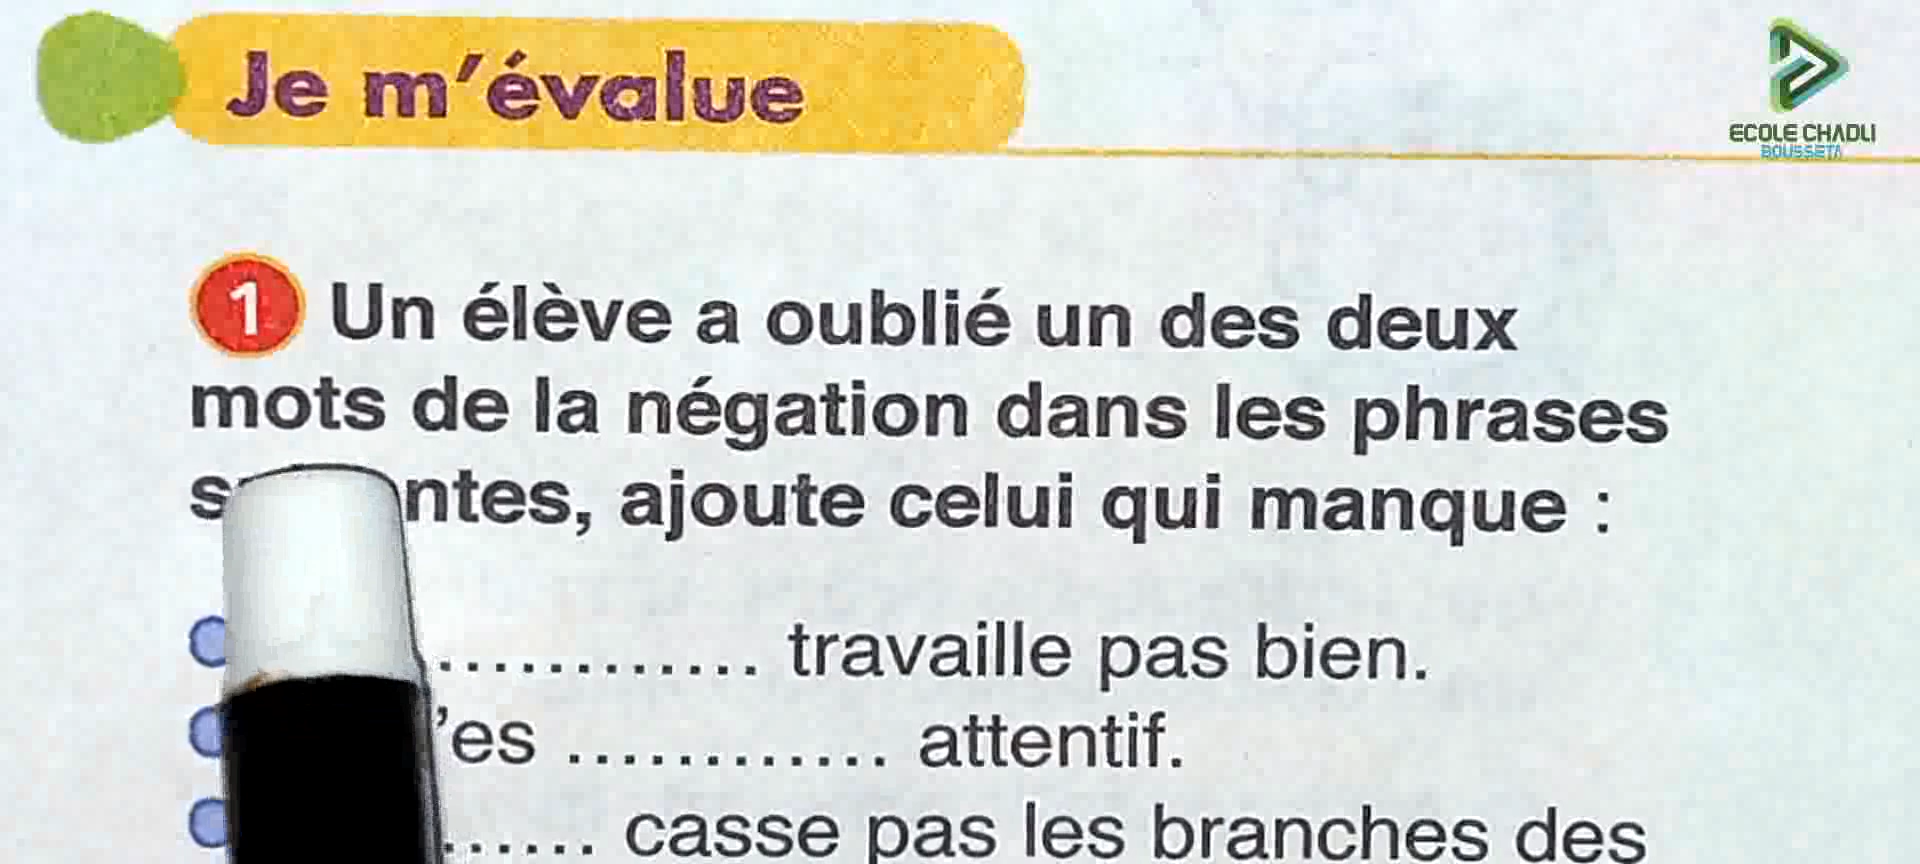 Je m'évalue
ECOLE CHADLI
BOUSSETA
1 Un élève a oublié un des deux
mots de la négation dans les phrases
ntes, ajoute celui qui manque :
............ travaille pas bien.
'es ............ attentif.
...... casse pas les branches des